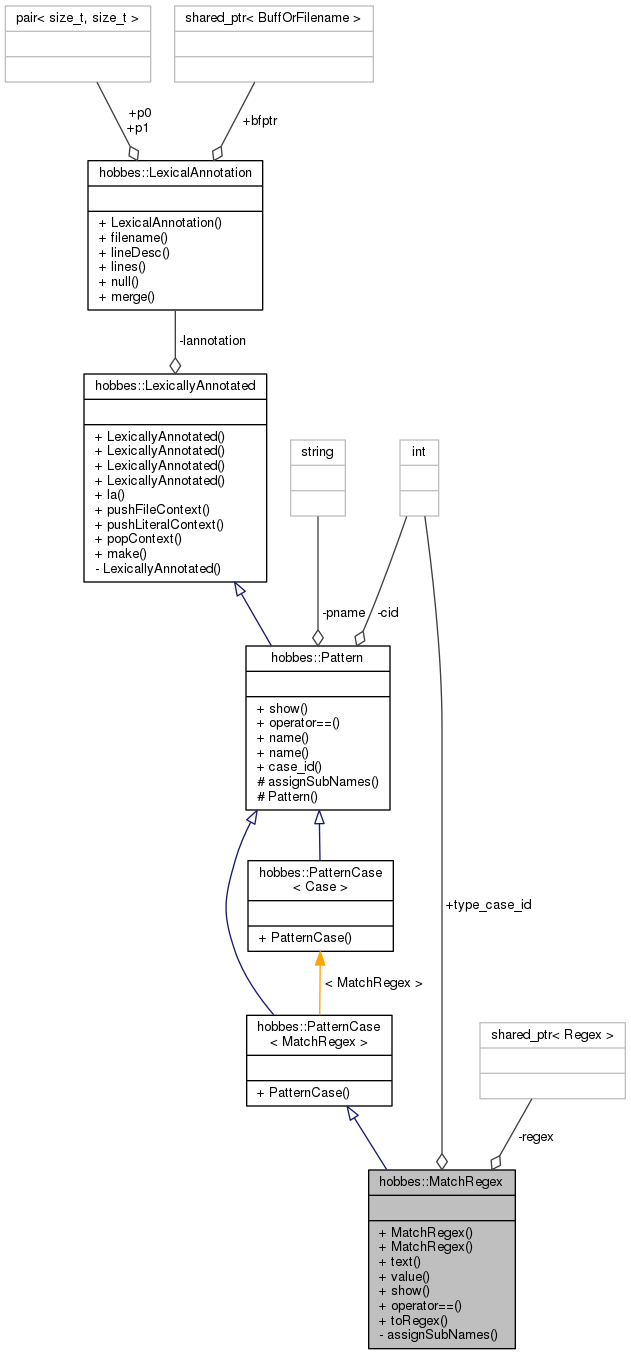 pair< size_t, size_t >
shared_ptr< BuffOrFilename >
+p0
+p1
+bfptr
hobbes::LexicalAnnotation
+ LexicalAnnotation()
+ filename()
+ lineDesc()
+ lines()
+ null()
+ merge()
-lannotation
hobbes::LexicallyAnnotated
+ LexicallyAnnotated()
+ LexicallyAnnotated()
+ LexicallyAnnotated()
+ LexicallyAnnotated()
+ la()
+ pushFileContext()
+ pushLiteralContext()
+ popContext()
+ make()
- LexicallyAnnotated()
string
int
-pname
-cid
hobbes::Pattern
+ show()
+ operator==()
+ name()
+ name()
+ case_id()
# assignSubNames()
# Pattern()
hobbes::PatternCase
< Case >
+ PatternCase()
+type_case_id
< MatchRegex >
hobbes::PatternCase
< MatchRegex >
+ PatternCase()
shared_ptr< Regex >
-regex
hobbes::MatchRegex
+ MatchRegex()
+ MatchRegex()
+ text()
+ value()
+ show()
+ operator==()
+ toRegex()
- assignSubNames()